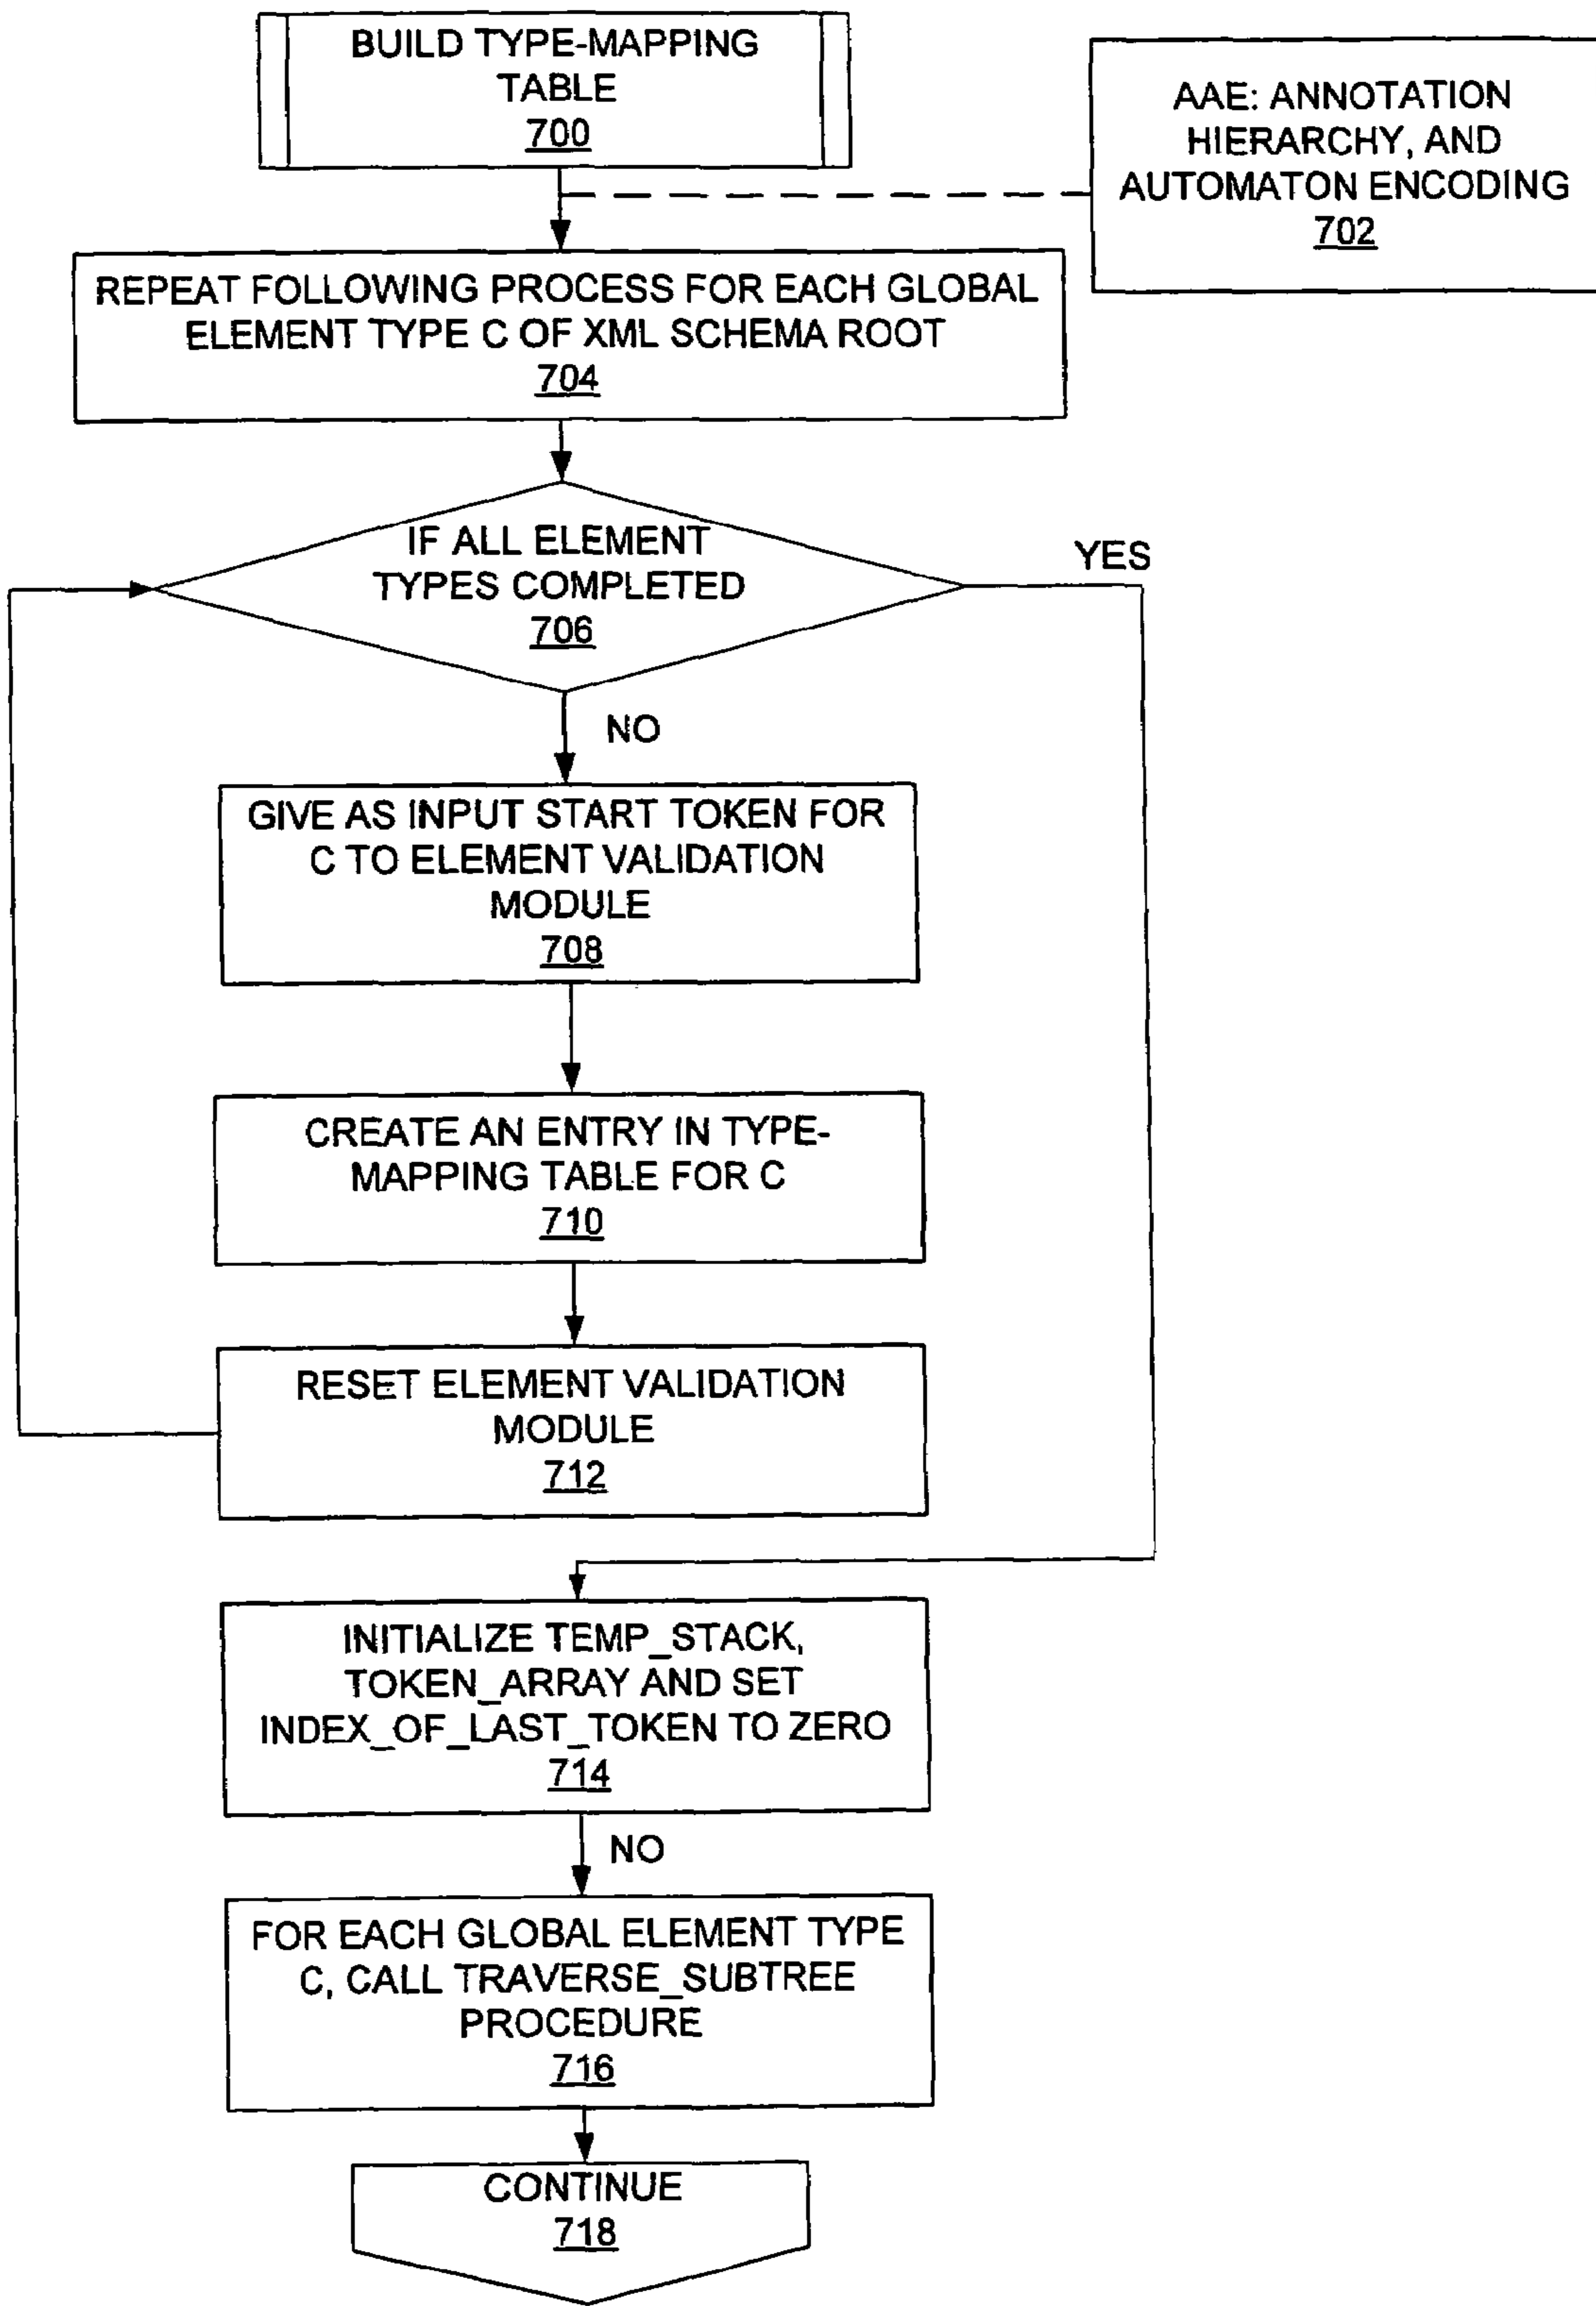 BUILD TYPE-MAPPING
TABLE
700
AAE: ANNOTATION
HIERARCHY, AND
AUTOMATON ENCODING
702
REPEAT FOLLOWING PROCESS FOR EACH GLOBAL
ELEMENT TYPE C OF XML SCHEMA ROOT
704
IF ALL ELEMENT
TYPES COMPLETED
706
YES
NO
GIVE AS INPUT START TOKEN FOR
C TO ELEMENT VALIDATION
MODULE
708
CREATE AN ENTRY IN TYPE-
MAPPING TABLE FOR C
710
RESET ELEMENT VALIDATION
MODULE
712
INITIALIZE TEMP_STACK,
TOKEN_ARRAY AND SET
INDEX_OF_LAST_TOKEN TO ZERO
714
NO
FOR EACH GLOBAL ELEMENT TYPE
C, CALL TRAVERSE_SUBTREE
PROCEDURE
716
CONTINUE
718